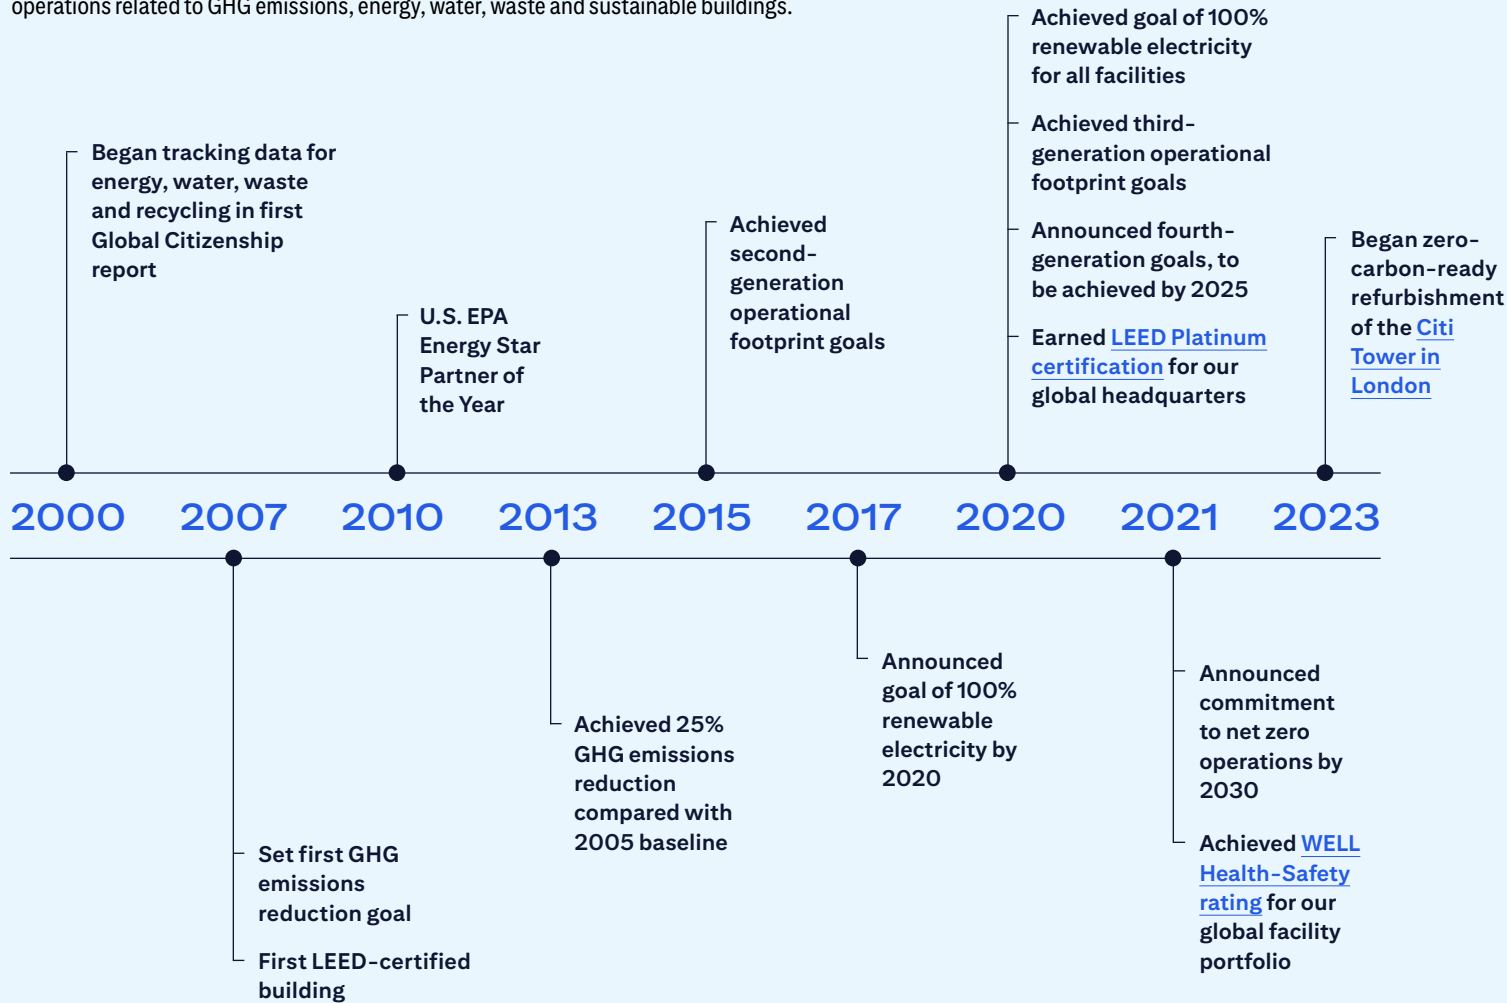 operations related to GHG emissions, energy, water, waste and sustainable buildings.
Began tracking data for
energy, water, waste
and recycling in first
Global Citizenship
report
U.S. EPA
Energy Star
Partner of
the Year
Achieved
second-
generation
operational
footprint goals
Achieved goal of 100%
renewable electricity
for all facilities
Achieved third-
generation operational
footprint goals
Announced fourth-
generation goals, to
be achieved by 2025
Earned LEED Platinum
certification for our
global headquarters
Began zero-
carbon-ready
refurbishment
of the Citi
Tower in
London
2000 2007 2010 2013 2015 2017 2020 2021 2023
Set first GHG
emissions
reduction goal
First LEED-certified
building
Achieved 25%
GHG emissions
reduction
compared with
2005 baseline
Announced
goal of 100%
renewable
electricity by
2020
Announced
commitment
to net zero
operations by
2030
Achieved WELL
Health-Safety
rating for our
global facility
portfolio